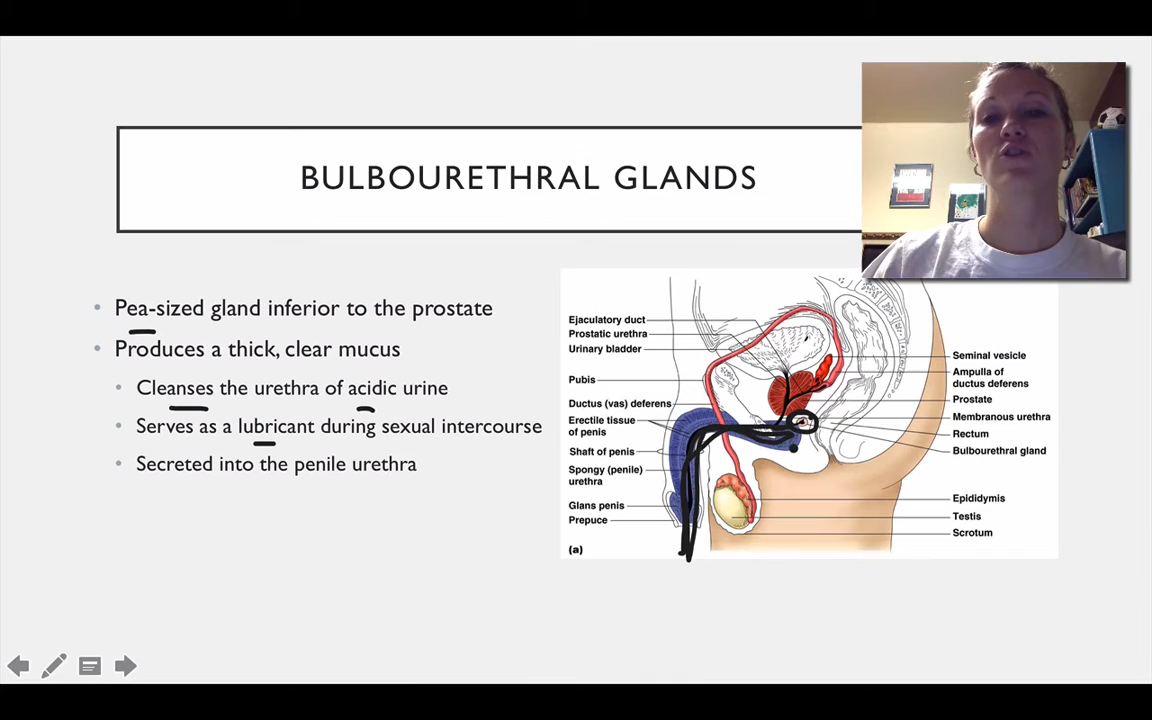 BULBOURETHRAL GLANDS
• Pea-sized gland inferior to the prostate
• Produces a thick, clear mucus
• Cleanses the urethra of acidic urine
• Serves as a lubricant during sexual intercourse
• Secreted into the penile urethra
Ejaculatory duct
Prostatic urethra
Urinary bladder
Pubis
Ductus (vas) deferens
Erectile tissue
of penis
Shaft of penis
Spongy (penile)
urethra
Glans penis
Prepuce
(a)
Seminal vesicle
Ampulla of
ductus deferens
Prostate
Membranous urethra
Rectum
Bulbourethral gland
Epididymis
Testis
Scrotum